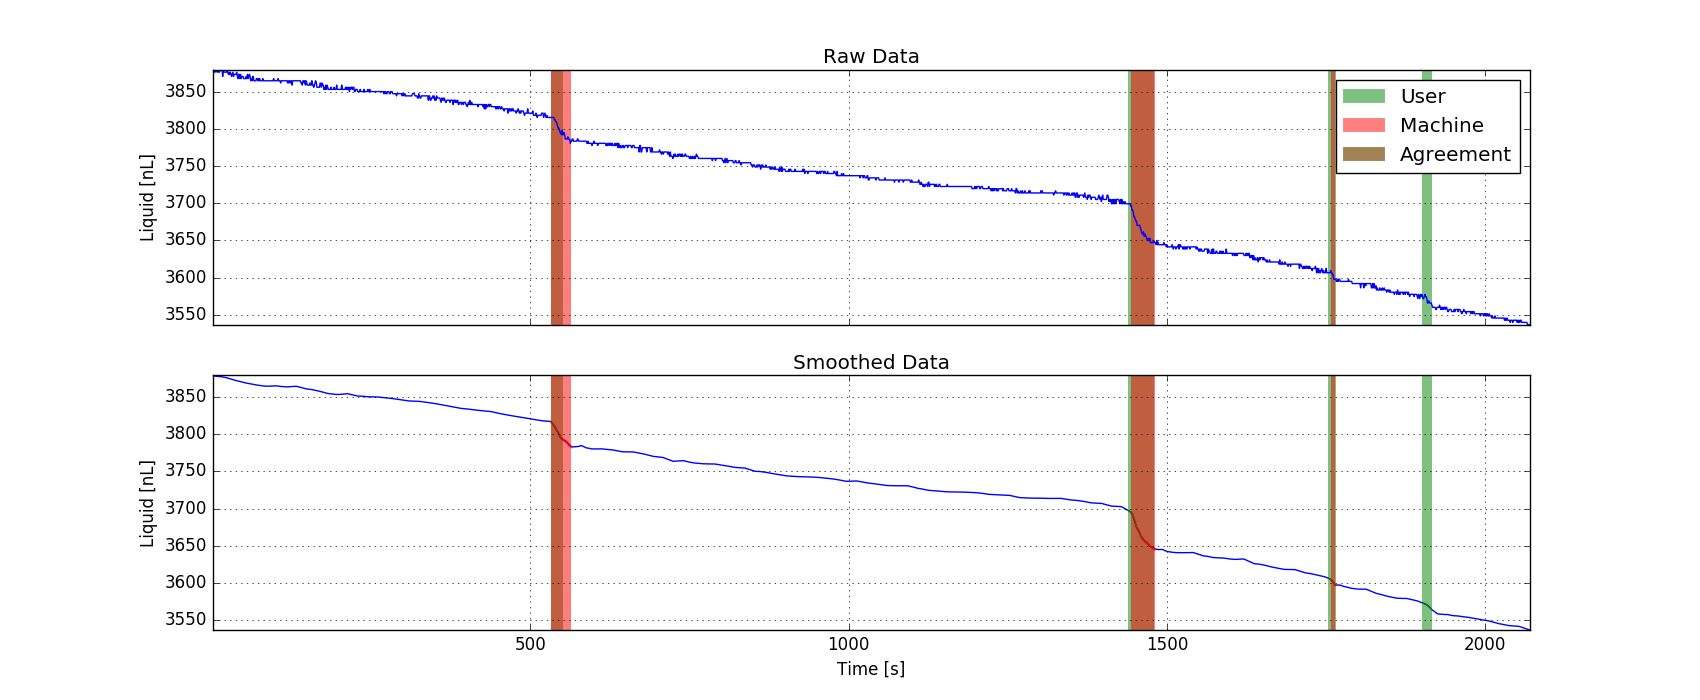 Raw Data
Liquid [nL]
3850
3800
3750
3700
3650
3600
3550
User
Machine
Agreement
Smoothed Data
Liquid [nL]
3850
3800
3750
3700
3650
3600
3550
500 1000 1500 2000
Time [s]